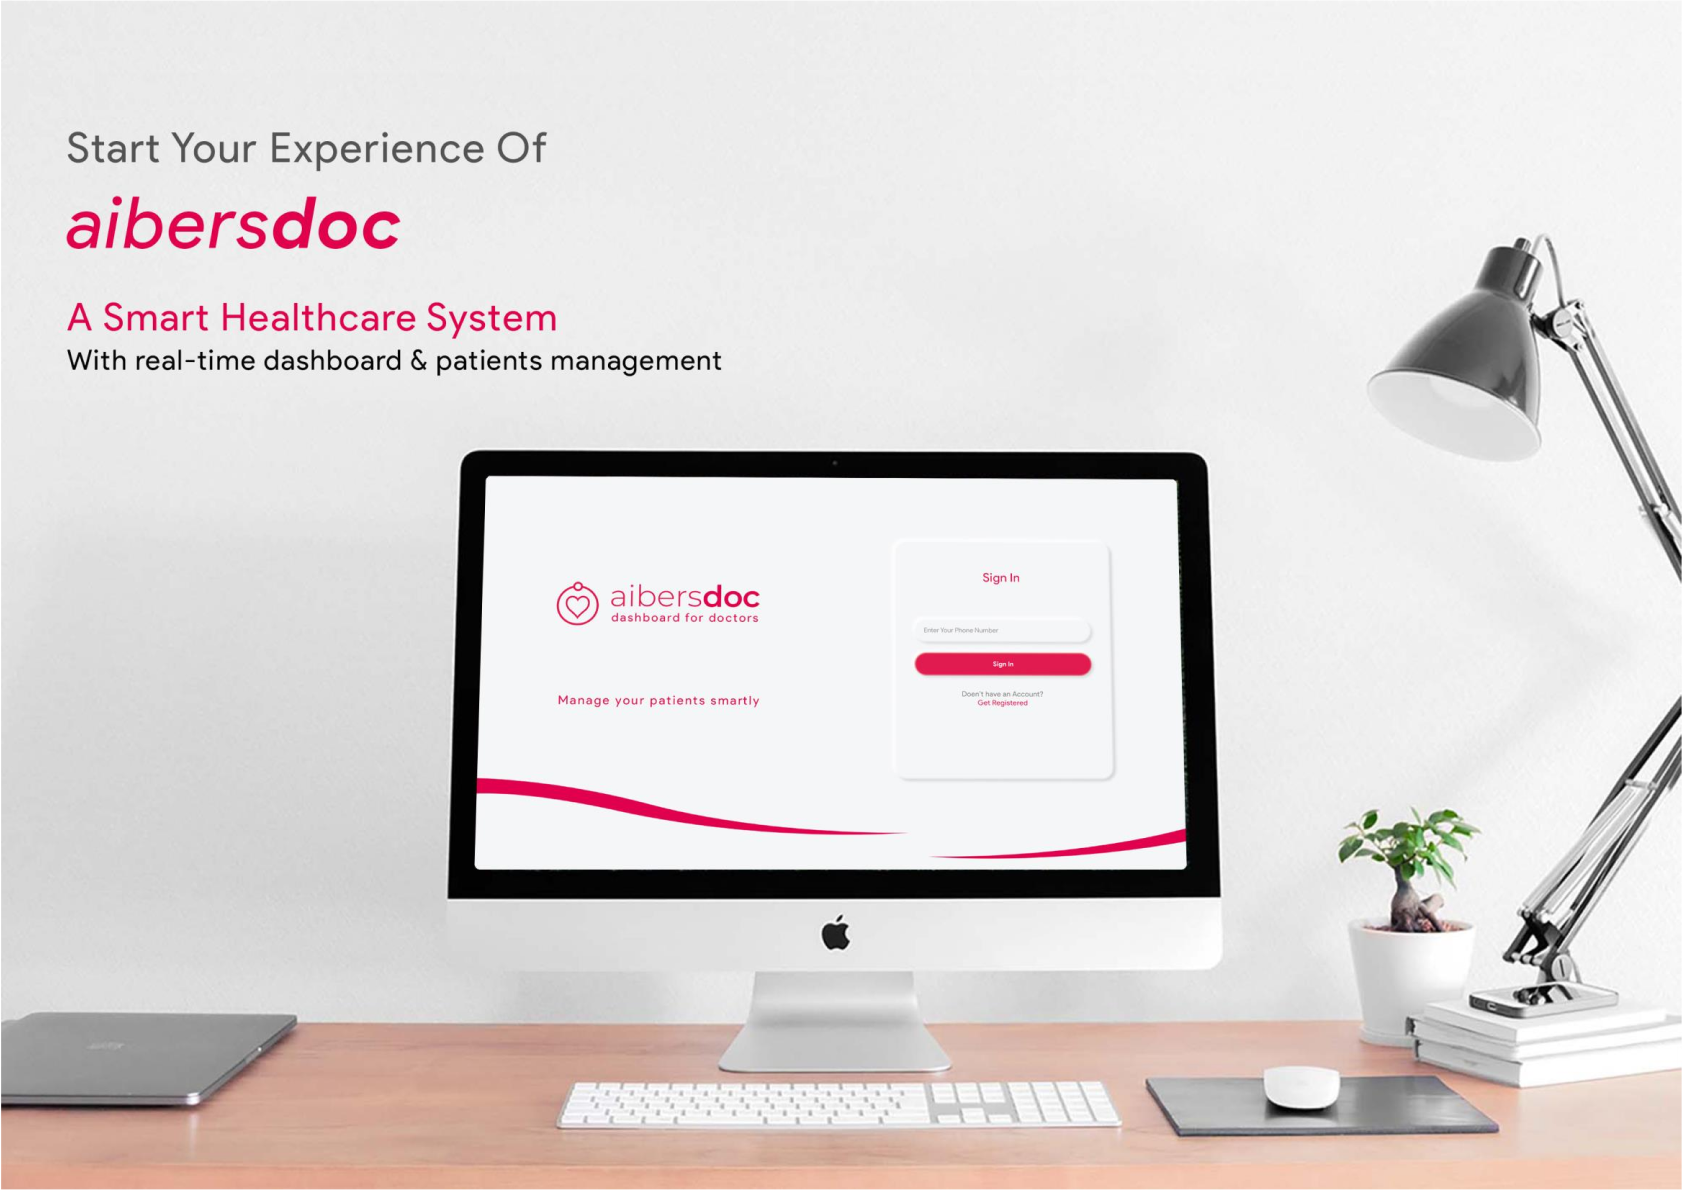 Start Your Experience Of
aibersdoc
A Smart Healthcare System
With real-time dashboard & patients management
aibersdoc
dashboard for doctors
Manage your patients smartly
Sign In
Enter Your Phone Number
Sign In
Doen't have an Account?
Get Registered